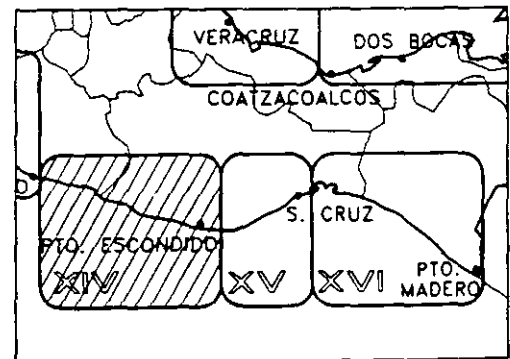 VERACRUZ
DOS BOCAS
COATZACOALCOS
O
S. CRUZ
PTO. ESCONDIDO
XIV
XV
XVI
PTO.
MADERO